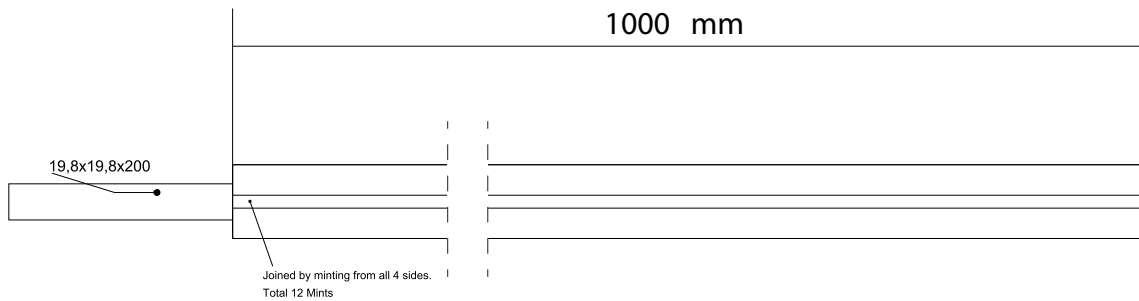 1000 mm
19,8x19,8x200
Joined by minting from all 4 sides.
Total 12 Mints